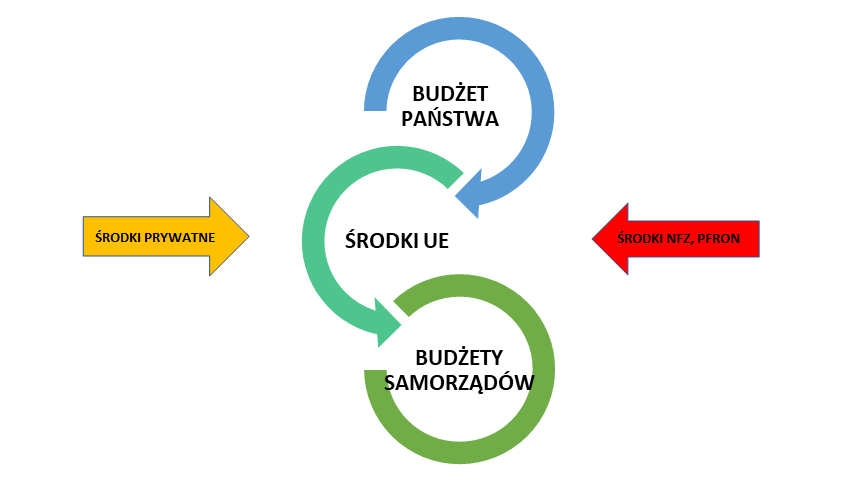 BUDŻET
PAŃSTWA
ŚRODKI PRYWATNE
ŚRODKI UE
ŚRODKI NFZ, PFRON
BUDŻETY
SAMORZĄDÓW